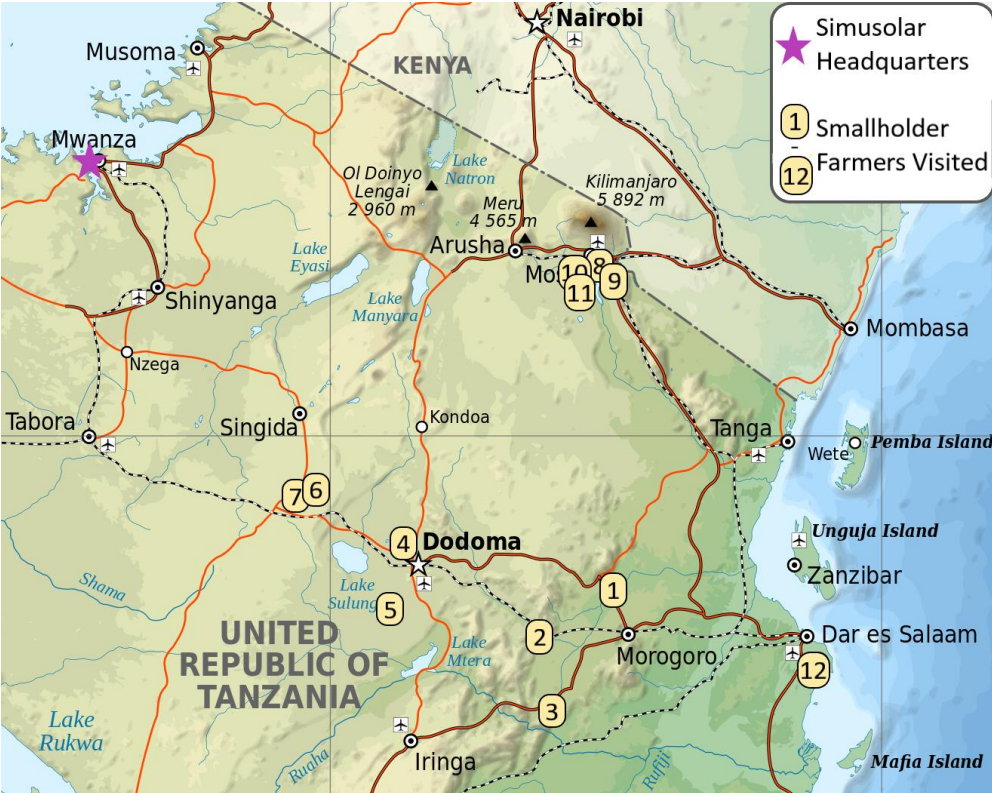 Nairobi
Musoma
KENYA
Simusolar
Headquarters
1
-
12
Smallholder
Farmers Visited
Mwanza
Lake
Natron
Ol Doinyo
Lengai
2 960 m
Meru
4 565 m
Kilimanjaro
5 892 m
Arusha
Lake
Eyasi
Mos
10
8
9
11
Shinyanga
Lake
Manyara
Mombasa
Nzega
Tabora
Singida
Kondoa
Tanga
Wete
Pemba Island
7
6
4
Dodoma
Unguja Island
Zanzibar
Shama
Lake
Sulung
5
1
2
UNITED
REPUBLIC OF
TANZANIA
Lake
Mtera
Morogoro
Dar es Salaam
12
3
Lake
Rukwa
Iringa
Ruaha
Rufiji
Mafia Island